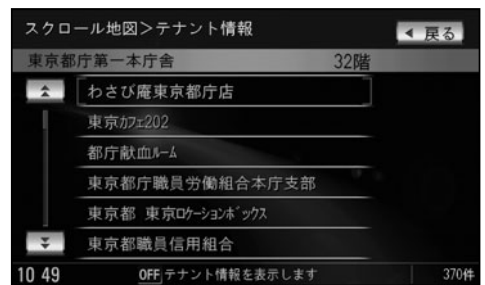 スクロール地図＞テナント情報
戻る
東京都庁第一本庁舎 32階
わさび庵東京都庁店
東京ｶﾌｪ202
都庁献血ﾙｰﾑ
東京都庁職員労働組合本庁支部
東京都 東京ﾛｹｰｼｮﾝﾎﾞｯｸｽ
東京都職員信用組合
10 49 OFF テナント情報を表示します 370件